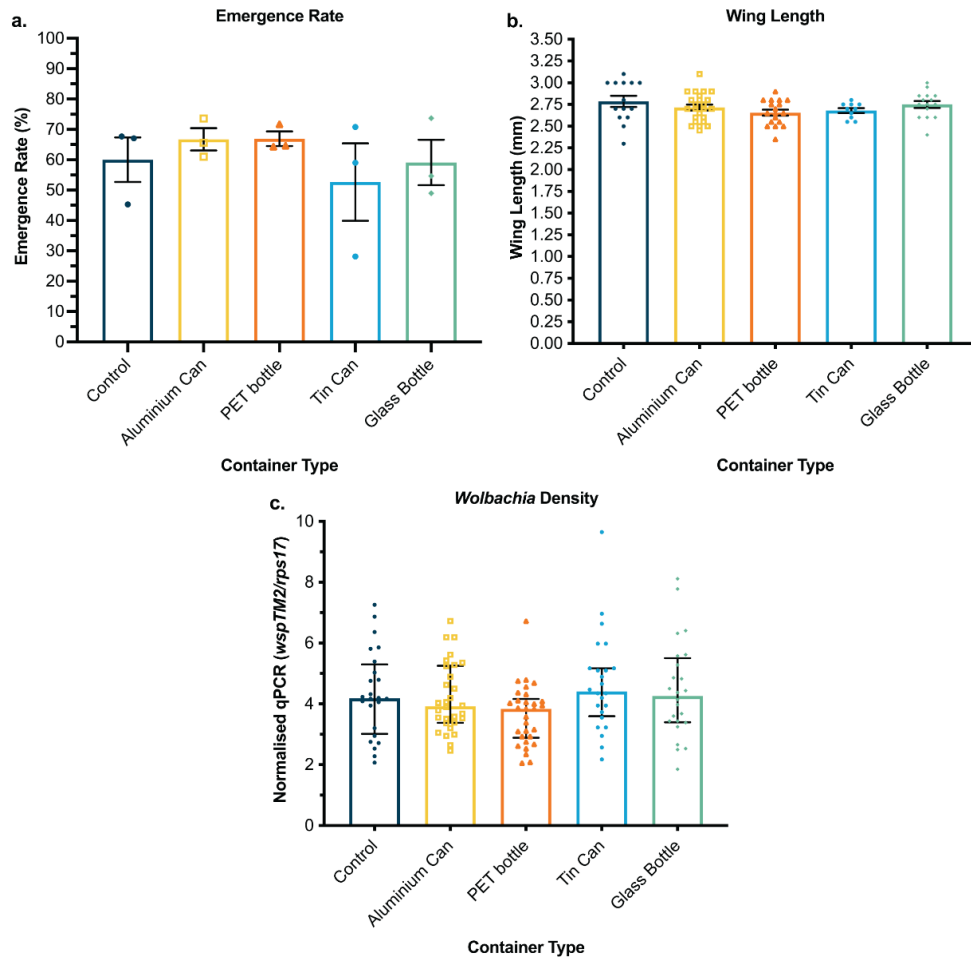 a.
Emergence Rate
Emergence Rate (%)
100
90
80
70
60
50
40
30
20
10
0
Control
Aluminium Can
PET bottle
Tin Can
Glass Bottle
Container Type
b.
Wing Length
Wing Length (mm)
3.50
3.25
3.00
2.75
2.50
2.25
2.00
1.75
1.50
1.25
1.00
0.75
0.50
0.25
0.00
Control
Aluminium Can
PET bottle
Tin Can
Glass Bottle
Container Type
c.
Wolbachia Density
Normalised qPCR (wspTM2/rps17)
10
8
6
4
2
0
Control
Aluminium Can
PET bottle
Tin Can
Glass Bottle
Container Type